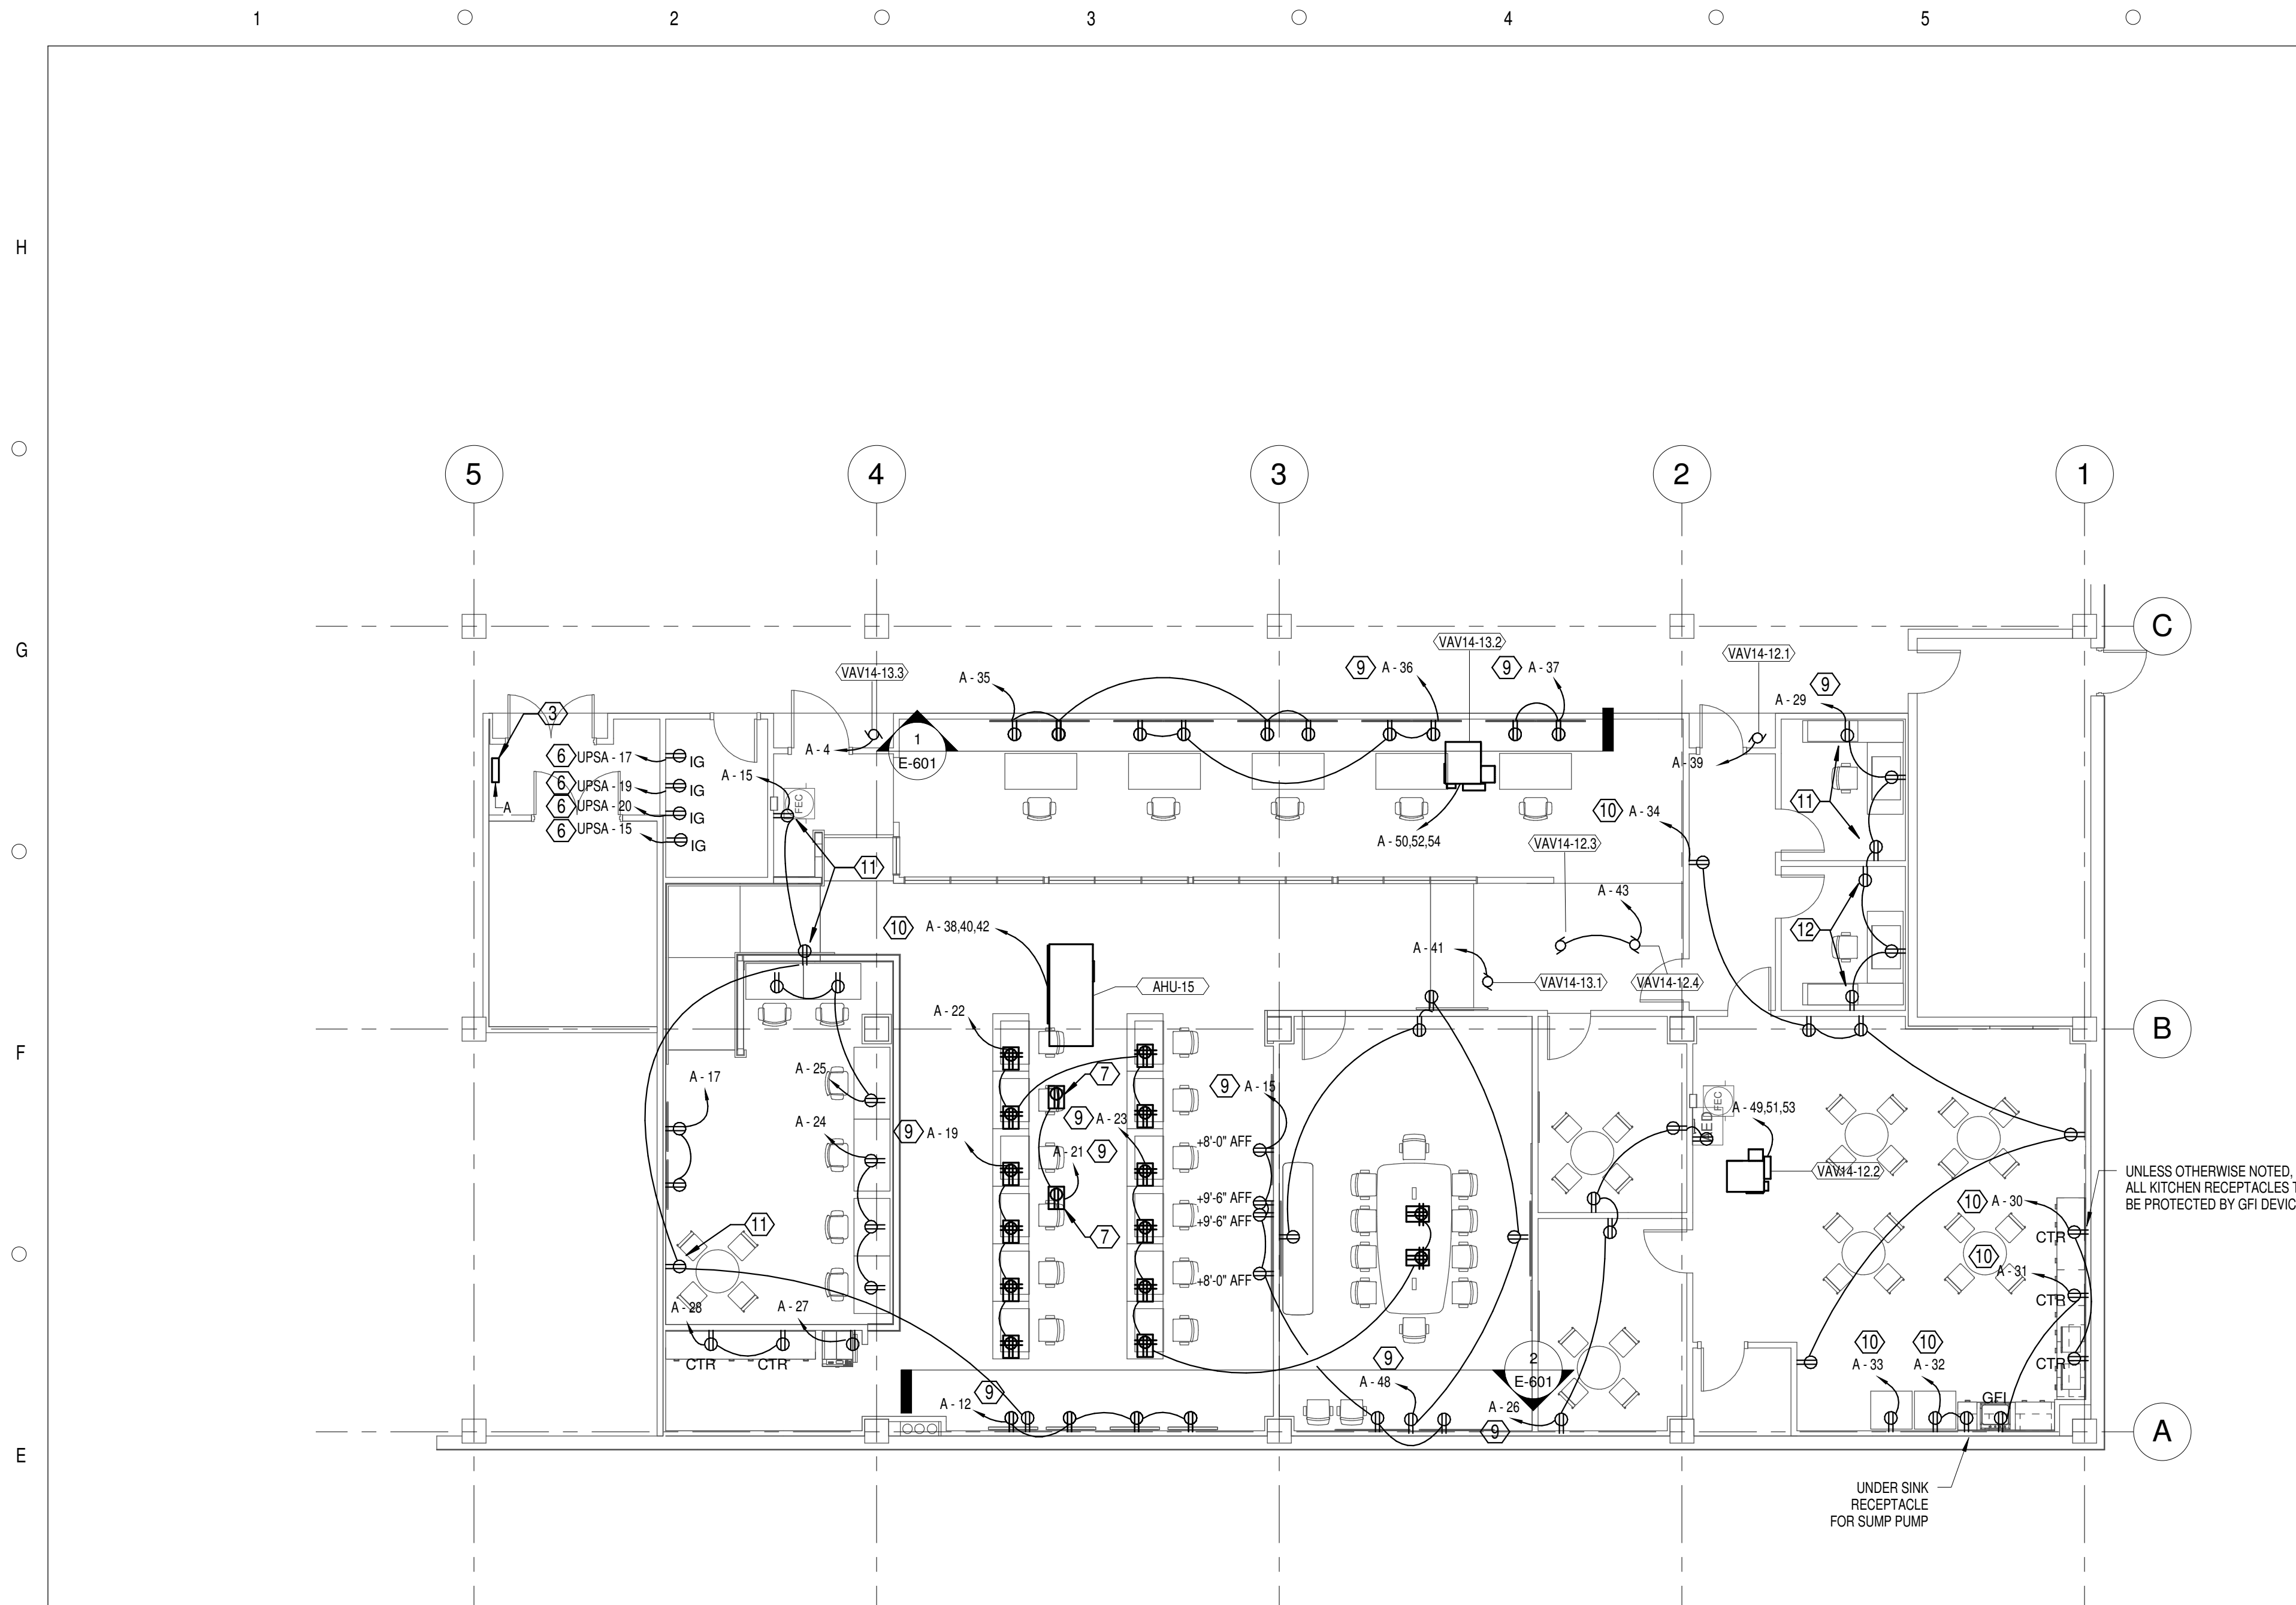 1 2 3 4 5
H
G
F
E
5 4 3 2 1
C
B
A
VAV14-13.3
A - 35
9 A - 36
VAV14-13.2
9 A - 37
VAV14-12.1
9
A - 29
3
A - 4
1
E-601
A - 39
6 UPSA - 17 IG
6 UPSA - 19 IG
6 UPSA - 20 IG
6 UPSA - 15 IG
A
A - 15
FEC
11
A - 50,52,54
10 A - 34
VAV14-12.3
11
A - 43
12
10 A - 38,40,42
AHU-15
A - 41
VAV14-13.1
VAV14-12.4
A - 22
A - 17
A - 25
A - 24
7
9 A - 19
9 A - 23
A - 21 9
7
9 A - 15
+8'-0" AFF
+9'-6" AFF
+9'-6" AFF
+8'-0" AFF
FEC
A - 49,51,53
VAV14-12.2
UNLESS OTHERWISE NOTED,
ALL KITCHEN RECEPTACLES
BE PROTECTED BY GFI
10 A - 30
CTR
10
A - 31
CTR
CTR
11
A - 28
A - 27
CTR CTR
9
A - 12
9
A - 48
2
E-601
A - 26
9
10
A - 33
10
A - 32
GFI
UNDER SINK
RECEPTACLE
FOR SUMP PUMP